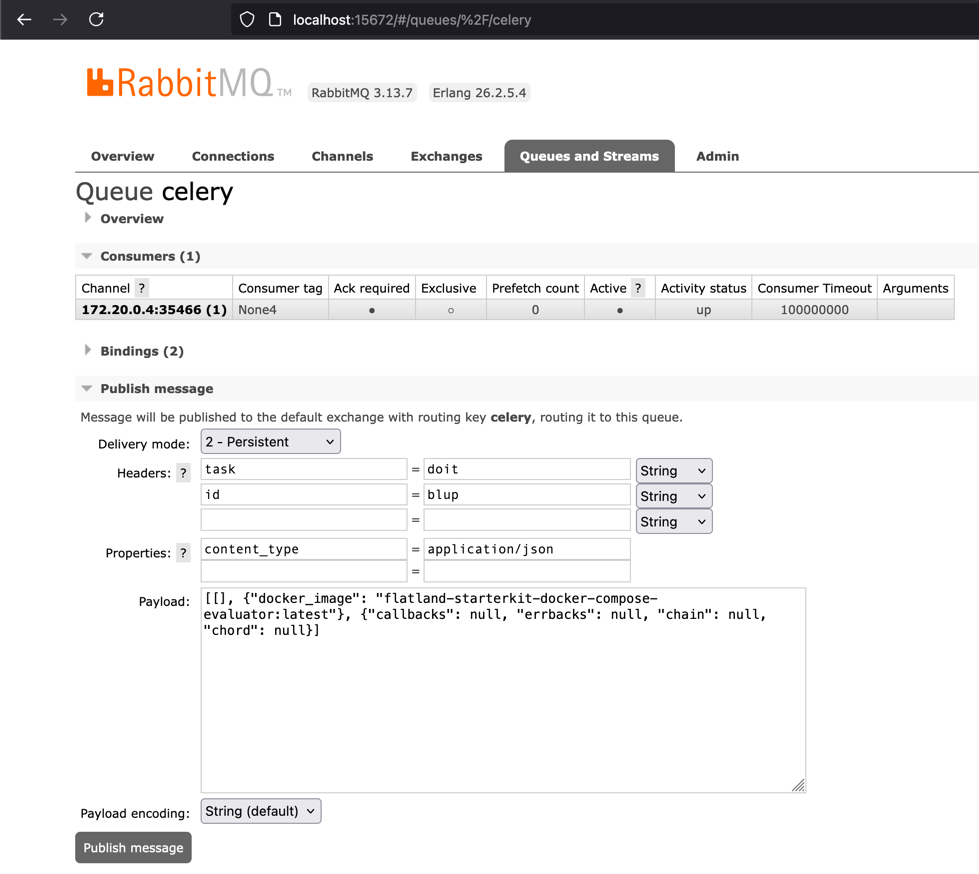 localhost:15672/#/queues/%2F/celery
RabbitMQ TM RabbitMQ 3.13.7 Erlang 26.2.5.4
Overview Connections Channels Exchanges Queues and Streams Admin
Queue celery
Overview
Consumers (1)
Channel ? Consumer tag Ack required Exclusive Prefetch count Active ? Activity status Consumer Timeout Arguments
172.20.0.4:35466 (1) None4 ● ○ 0 ● up 100000000
Bindings (2)
Publish message
Message will be published to the default exchange with routing key celery, routing it to this queue.
Delivery mode: 2 - Persistent
Headers: ? task = doit String
id = blup String
= String
Properties: ? content_type = application/json
=
Payload: [[], {"docker_image": "flatland-starterkit-docker-compose-
evaluator:latest"}, {"callbacks": null, "errbacks": null, "chain": null,
"chord": null}]
Payload encoding: String (default)
Publish message